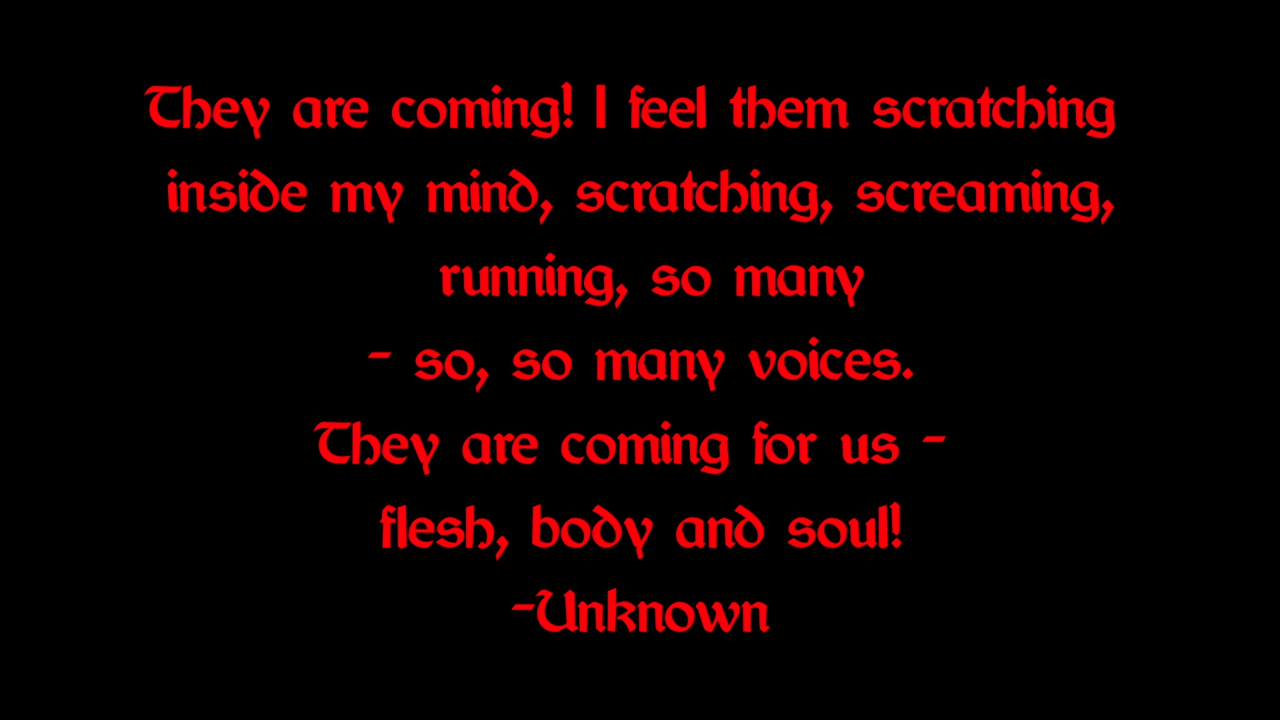 They are coming! I feel them scratching
inside my mind, scratching, screaming,
running, so many
- so, so many voices.
They are coming for us -
flesh, body and soul!
-Unknown